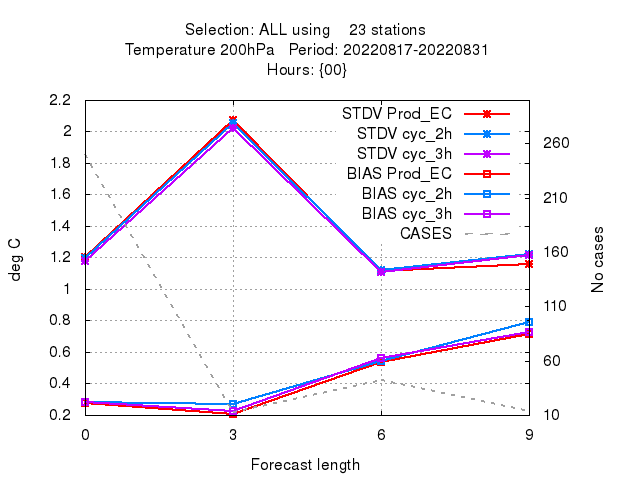 Selection: ALL using    23 stations
Temperature 200hPa   Period: 20220817-20220831
Hours: {00}
STDV Prod_EC
STDV cyc_2h
STDV cyc_3h
BIAS Prod_EC
BIAS cyc_2h
BIAS cyc_3h
CASES
2.2
2
1.8
1.6
1.4
1.2
1
0.8
0.6
0.4
0.2
deg C
260
210
160
110
60
10
No cases
0 3 6 9
Forecast length